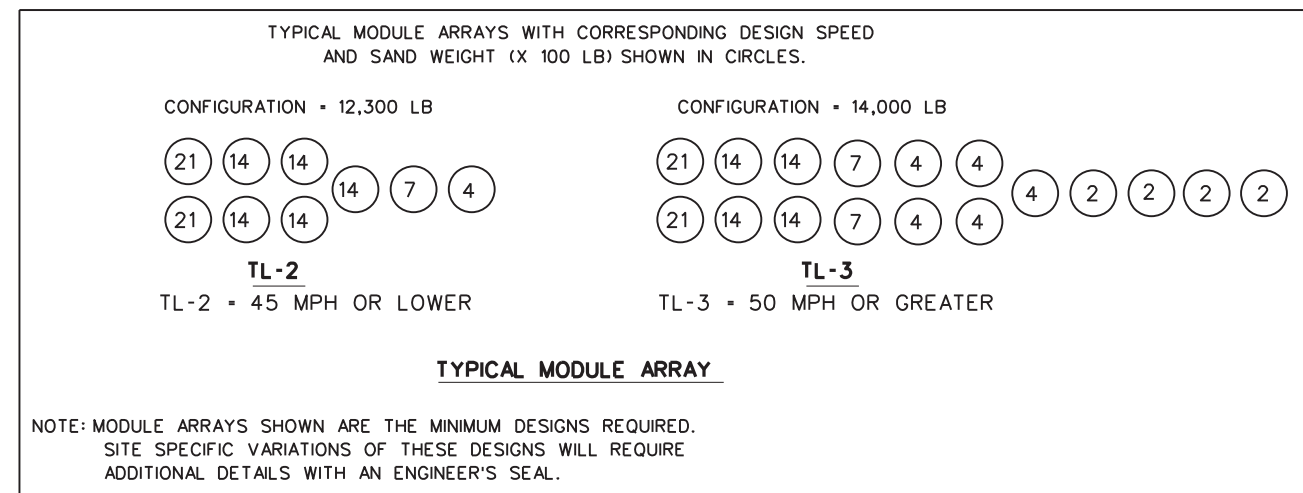 TYPICAL MODULE ARRAYS WITH CORRESPONDING DESIGN SPEED
AND SAND WEIGHT (X 100 LB) SHOWN IN CIRCLES.
CONFIGURATION = 12,300 LB
21 14 14
14 7 4
21 14 14
TL-2
TL-2 = 45 MPH OR LOWER
CONFIGURATION = 14,000 LB
21 14 14 7 4 4
4 2 2 2 2
21 14 14 7 4 4
TL-3
TL-3 = 50 MPH OR GREATER
TYPICAL MODULE ARRAY
NOTE: MODULE ARRAYS SHOWN ARE THE MINIMUM DESIGNS REQUIRED.
SITE SPECIFIC VARIATIONS OF THESE DESIGNS WILL REQUIRE
ADDITIONAL DETAILS WITH AN ENGINEER'S SEAL.